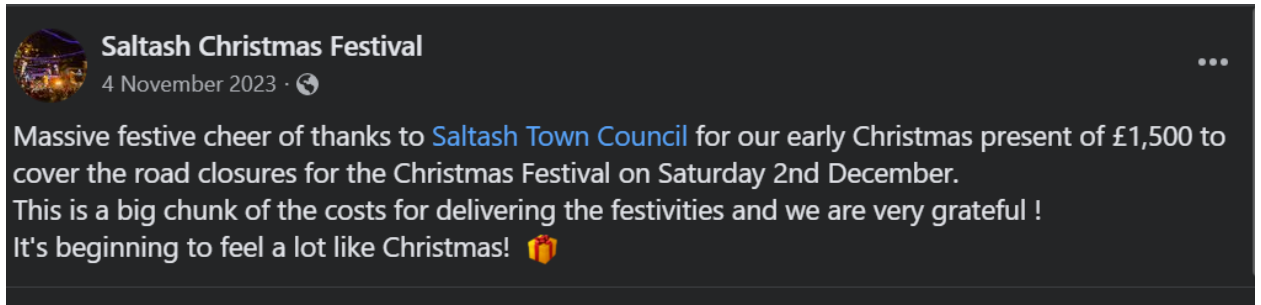 Saltash Christmas Festival
4 November 2023 ·
Massive festive cheer of thanks to Saltash Town Council for our early Christmas present of £1,500 to
cover the road closures for the Christmas Festival on Saturday 2nd December.
This is a big chunk of the costs for delivering the festivities and we are very grateful !
It's beginning to feel a lot like Christmas! 🎁